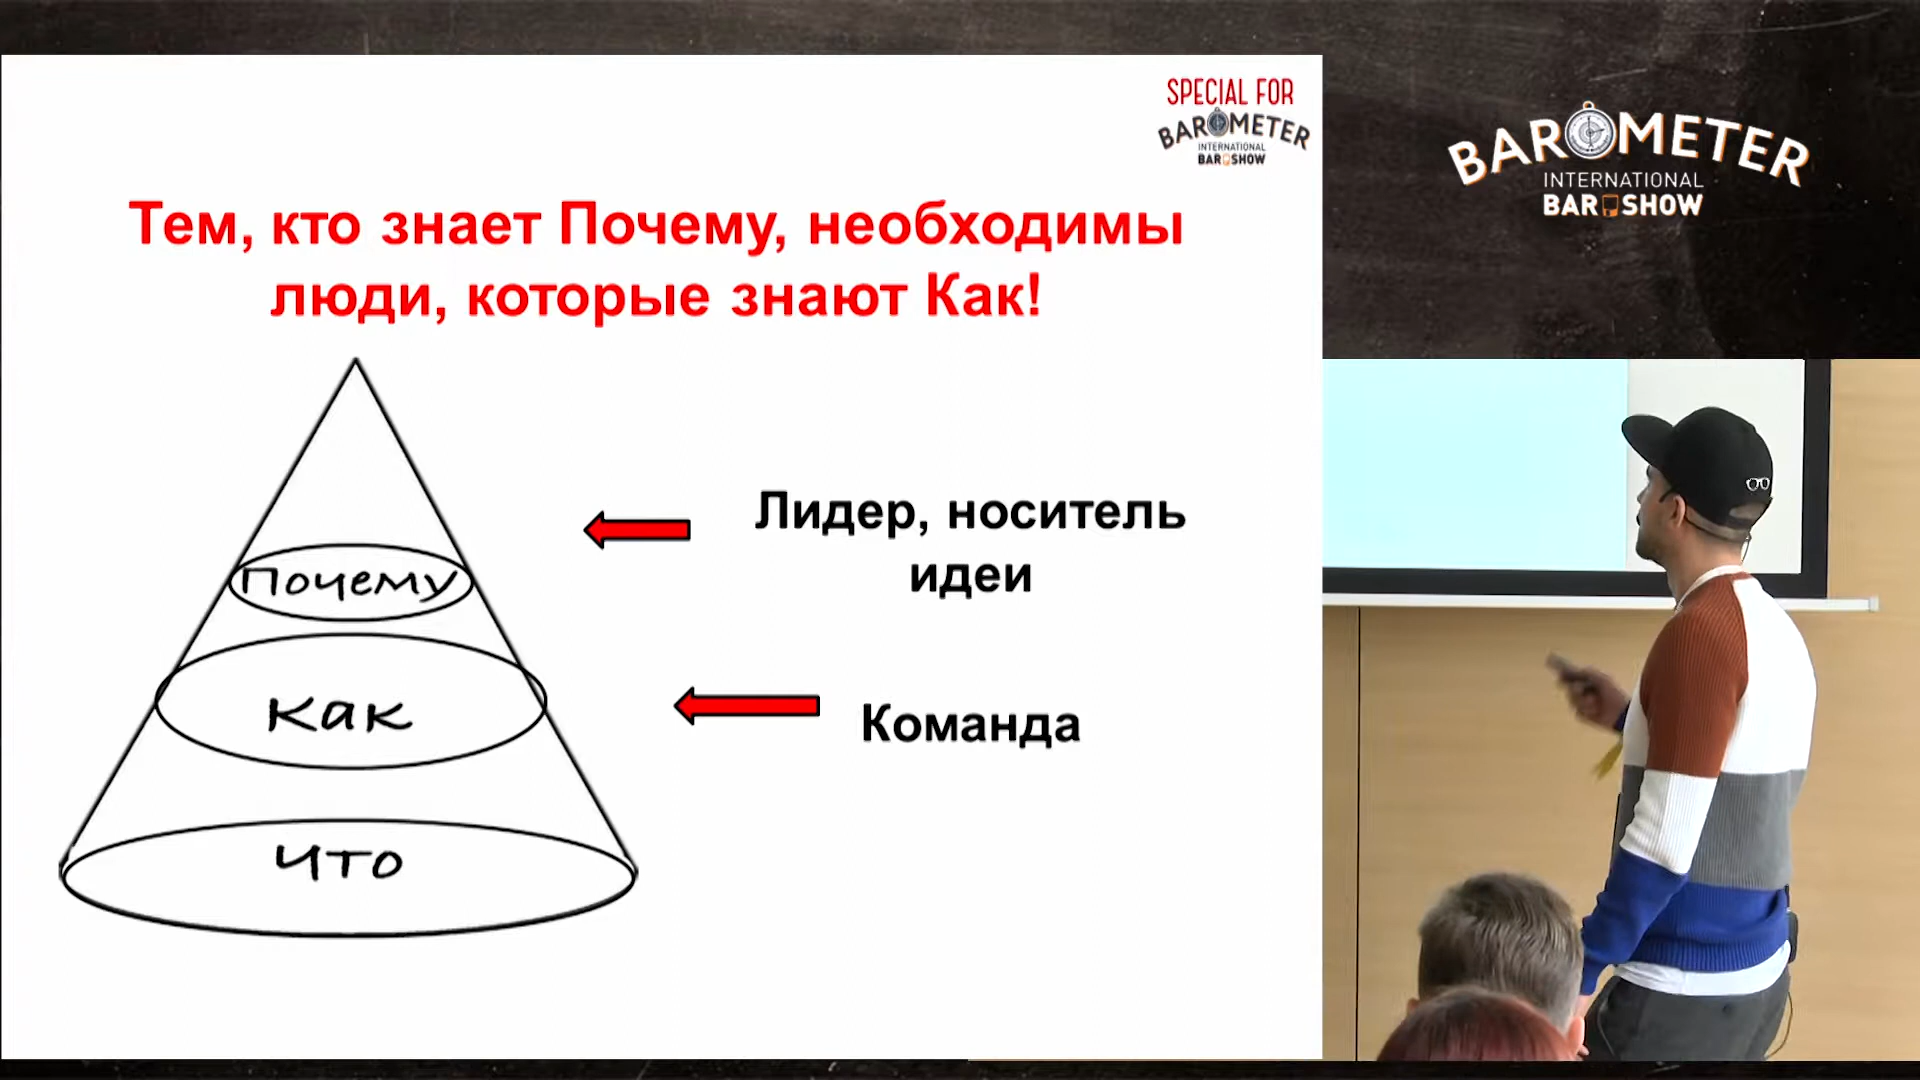 SPECIAL FOR
BAROMETER
INTERNATIONAL
BAR SHOW
BAROMETER
INTERNATIONAL
BAR SHOW
Тем, кто знает Почему, необходимы
люди, которые знают Как!
Лидер, носитель
идеи
Почему
Как
Команда
Что